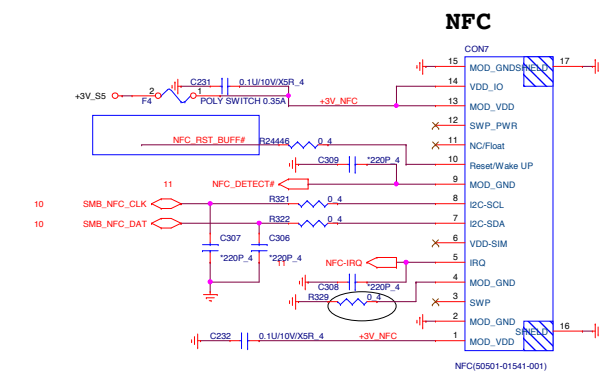 NFC
CON7
15 MOD_GND SHIELD 17
C231 0.1U/10V/X5R_4
14 VDD_IO
+3V_S5 2 1
F4 POLY SWITCH 0.35A +3V_NFC
13 MOD_VDD
12 SWP_PWR
NFC_RST_BUFF# R24446 0_4
11 NC/Float
C309 *220P_4
10 Reset/Wake UP
11 NFC_DETECT#
9 MOD_GND
10 SMB_NFC_CLK R321 0_4
8 I2C-SCL
10 SMB_NFC_DAT R322 0_4
7 I2C-SDA
C307 C306
*220P_4 *220P_4
6 VDD-SIM
11 NFC-IRQ
5 IRQ
C308 *220P_4
4 MOD_GND
R329 0_4
3 SWP
2 MOD_GND
SHIELD 16
C232 0.1U/10V/X5R_4 +3V_NFC
1 MOD_VDD
NFC(50501-01541-001)